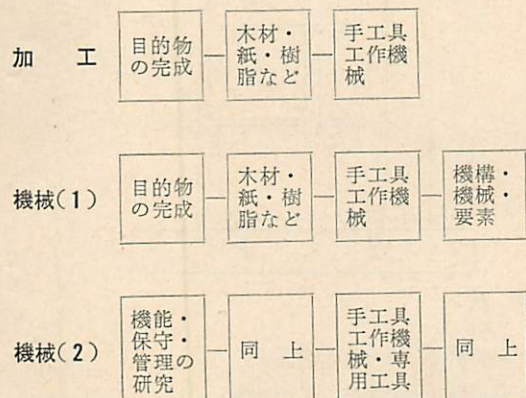 加　工
目的物
の完成
木材・
紙・樹
脂など
手工具
工作機
械
機械(1)
目的物
の完成
木材・
紙・樹
脂など
手工具
工作機
械
機構・
機械・
要素
機械(2)
機能・
保守・
管理の
研究
同　上
手工具
工作機
械・専
用工具
同　上